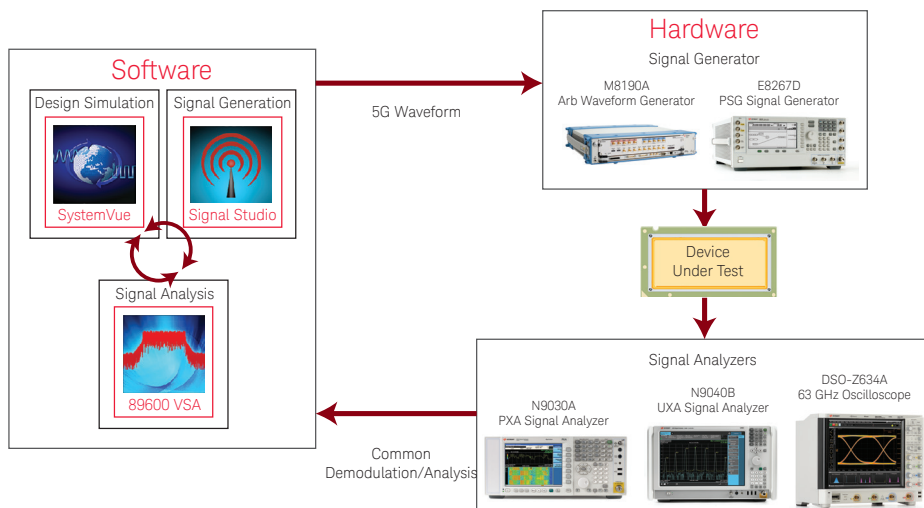 Software
Design Simulation
SystemVue
Signal Generation
Signal Studio
Signal Analysis
89600 VSA
5G Waveform
Hardware
Signal Generator
M8190A
Arb Waveform Generator
E8267D
PSG Signal Generator
Device
Under Test
Signal Analyzers
N9030A
PXA Signal Analyzer
N9040B
UXA Signal Analyzer
DSO-Z634A
63 GHz Oscilloscope
Common
Demodulation/Analysis